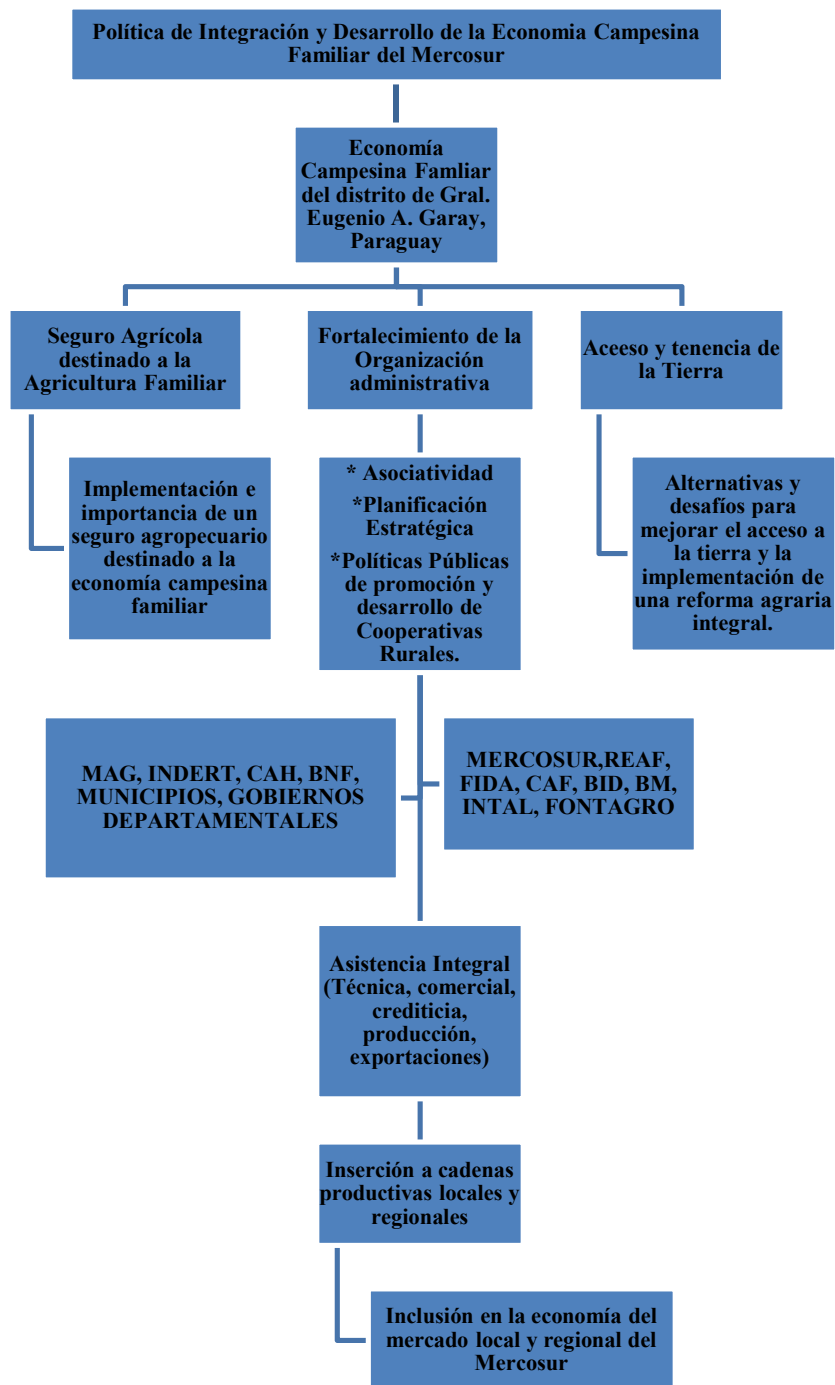 Política de Integración y Desarrollo de la Economia Campesina
Familiar del Mercosur
Economía
Campesina Famliar
del distrito de Gral.
Eugenio A. Garay,
Paraguay
Seguro Agrícola
destinado a la
Agricultura Familiar
Fortalecimiento de la
Organización
administrativa
Aceeso y tenencia de
la Tierra
Implementación e
importancia de un
seguro agropecuario
destinado a la
economía campesina
familiar
* Asociatividad
*Planificación
Estratégica
*Políticas Públicas
de promoción y
desarrollo de
Cooperativas
Rurales.
Alternativas y
desafíos para
mejorar el acceso a
la tierra y la
implementación de
una reforma agraria
integral.
MAG, INDERT, CAH, BNF,
MUNICIPIOS, GOBIERNOS
DEPARTAMENTALES
MERCOSUR,REAF,
FIDA, CAF, BID, BM,
INTAL, FONTAGRO
Asistencia Integral
(Técnica, comercial,
crediticia,
producción,
exportaciones)
Inserción a cadenas
productivas locales y
regionales
Inclusión en la economía del
mercado local y regional del
Mercosur